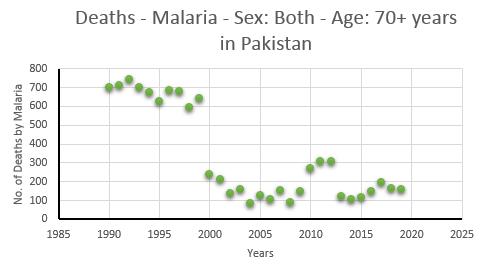 Deaths - Malaria - Sex: Both - Age: 70+ years
in Pakistan
No. of Deaths by Malaria
800
700
600
500
400
300
200
100
0
1985 1990 1995 2000 2005 2010 2015 2020 2025
Years